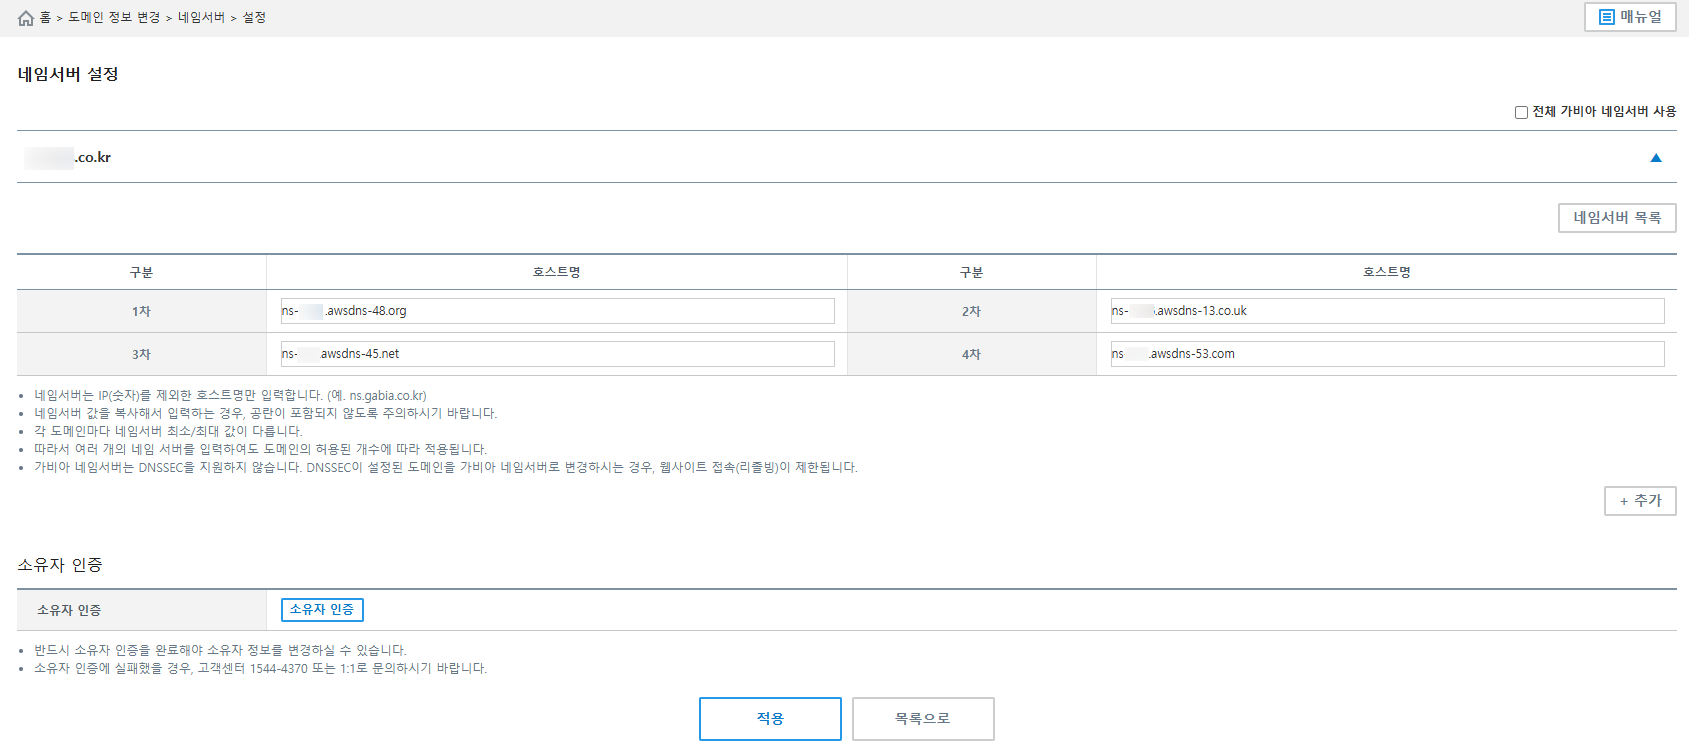 홈 > 도메인 정보 변경 > 네임서버 > 설정
매뉴얼
네임서버 설정
전체 가비아 네임서버 사용
.co.kr
네임서버 목록
구분 호스트명 구분 호스트명
1차 ns- .awsdns-48.org 2차 ns- .awsdns-13.co.uk
3차 ns- .awsdns-45.net 4차 ns .awsdns-53.com
• 네임서버는 IP(숫자)를 제외한 호스트명만 입력합니다. (예. ns.gabia.co.kr)
• 네임서버 값을 복사해서 입력하는 경우, 공란이 포함되지 않도록 주의하시기 바랍니다.
• 각 도메인마다 네임서버 최소/최대 값이 다릅니다.
• 따라서 여러 개의 네임 서버를 입력하여도 도메인의 허용된 개수에 따라 적용됩니다.
• 가비아 네임서버는 DNSSEC을 지원하지 않습니다. DNSSEC이 설정된 도메인을 가비아 네임서버로 변경하시는 경우, 웹사이트 접속(리졸빙)이 제한됩니다.
+ 추가
소유자 인증
소유자 인증 소유자 인증
• 반드시 소유자 인증을 완료해야 소유자 정보를 변경하실 수 있습니다.
• 소유자 인증에 실패했을 경우, 고객센터 1544-4370 또는 1:1로 문의하시기 바랍니다.
적용 목록으로